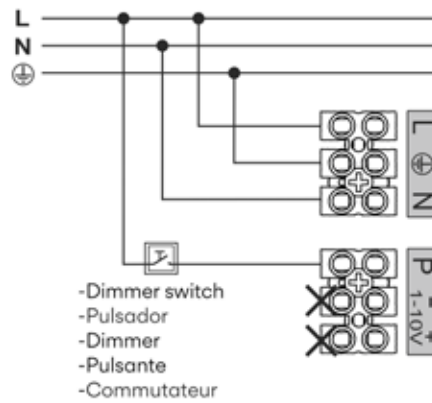 L
N
L
N
P
- +
1-10V
-Dimmer switch
-Pulsador
-Dimmer
-Pulsante
-Commutateur